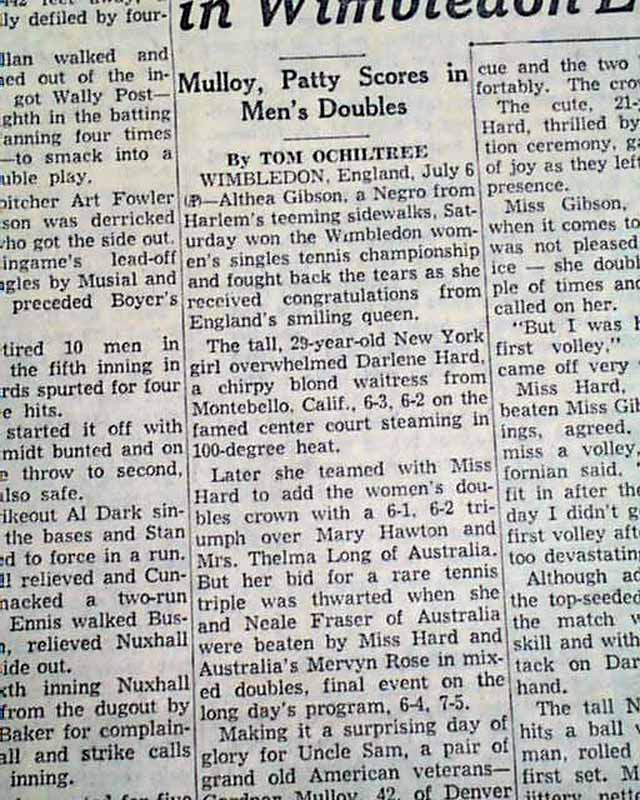 442 feet away, a
ly defiled by four-
llan walked and
ned out of the in-
got Wally Post—
ghth in the batting
anning four times
—to smack into a
uble play.
pitcher Art Fowler
son was derricked
who got the side out.
ingame's lead-off
ngles by Musial and
preceded Boyer's
tired 10 men in
the fifth inning in
rds spurted for four
e hits.
started it off with
midt bunted and on
throw to second,
also safe.
rikeout Al Dark sin-
the bases and Stan
ed to force in a run.
ll relieved and Cun-
macked a two-run
Ennis walked Bus-
n, relieved Nuxhall
ide out.
xth inning Nuxhall
from the dugout by
Baker for complain-
all and strike calls
inning.
in Wimbledon
Mulloy, Patty Scores in
Men's Doubles
By TOM OCHILTREE
WIMBLEDON, England, July 6
(AP)—Althea Gibson, a Negro from
Harlem's teeming sidewalks, Sat-
urday won the Wimbledon wom-
en's singles tennis championship
and fought back the tears as she
received congratulations from
England's smiling queen.
The tall, 29-year-old New York
girl overwhelmed Darlene Hard,
a chirpy blond waitress from
Montebello, Calif., 6-3, 6-2 on the
famed center court steaming in
100-degree heat.
Later she teamed with Miss
Hard to add the women's dou-
bles crown with a 6-1, 6-2 tri-
umph over Mary Hawton and
Mrs. Thelma Long of Australia.
But her bid for a rare tennis
triple was thwarted when she
and Neale Fraser of Australia
were beaten by Miss Hard and
Australia's Mervyn Rose in mix-
ed doubles, final event on the
long day's program, 6-4, 7-5.
Making it a surprising day of
glory for Uncle Sam, a pair of
grand old American veterans—
Gardnar Mulloy, 42, of Denver
cue and the two
fortably. The cro
The cute, 21-
Hard, thrilled by
tion ceremony, ga
of joy as they left
presence.
Miss Gibson,
when it comes to
was not pleased
ice — she doubl
ple of times and
called on her.
"But I was h
first volley,"
came off very
Miss Hard,
beaten Miss Gib
ings, agreed.
miss a volley,
fornian said.
fit in after the
day I didn't g
first volley afte
too devastatin
Although ad
the top-seeded
the match w
skill and with
tack on Dar
hand.
The tall N
hits a ball w
man, rolled
first set. M
jittery, nett